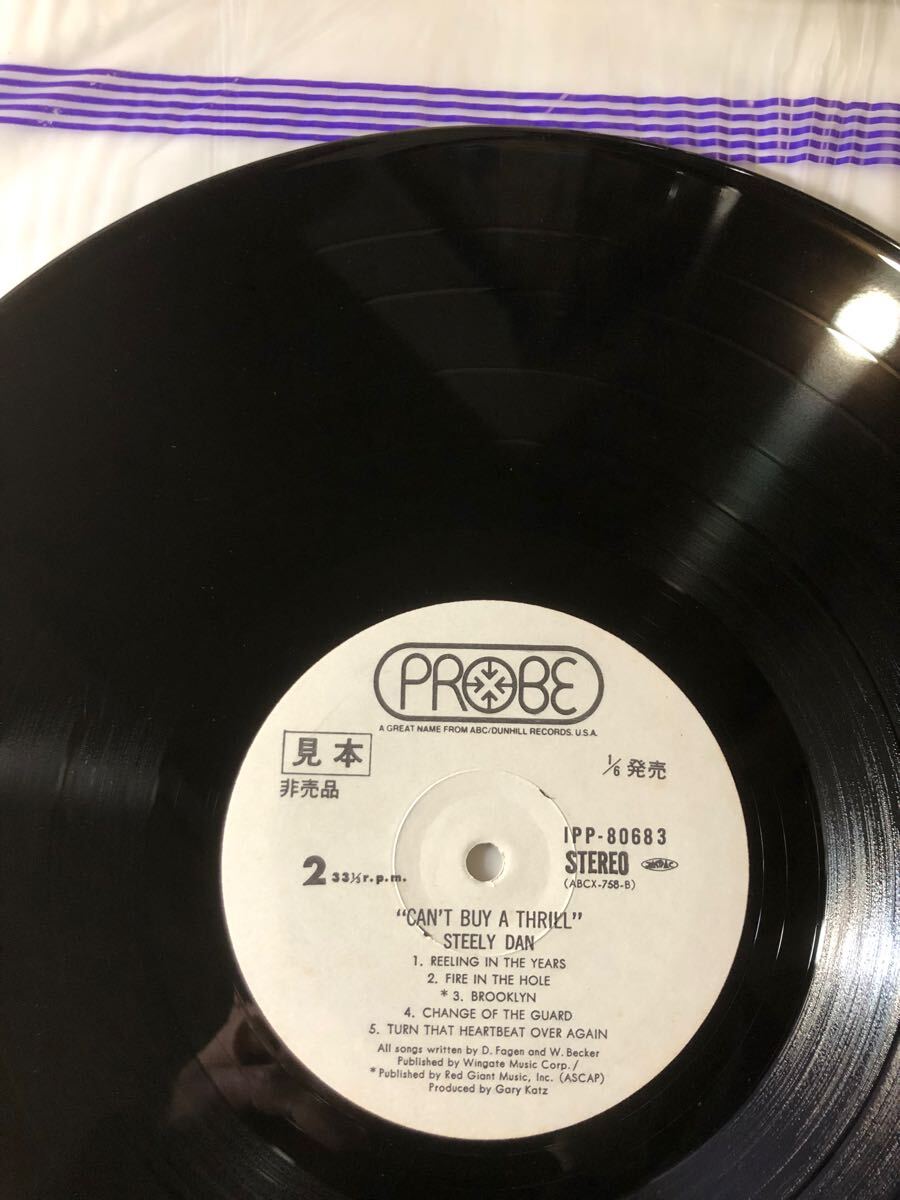 PROBE
A GREAT NAME FROM ABC/DUNHILL RECORDS. U.S.A.
見本
1/6 発売
非売品
IPP-80683
2 33⅓ r.p.m.
STEREO
(ABCX-758-B)
"CAN'T BUY A THRILL"
STEELY DAN
1. REELING IN THE YEARS
2. FIRE IN THE HOLE
* 3. BROOKLYN
4. CHANGE OF THE GUARD
5. TURN THAT HEARTBEAT OVER AGAIN
All songs written by D. Fagen and W. Becker
Published by Wingate Music Corp. /
* Published by Red Giant Music, Inc. (ASCAP)
Produced by Gary Katz